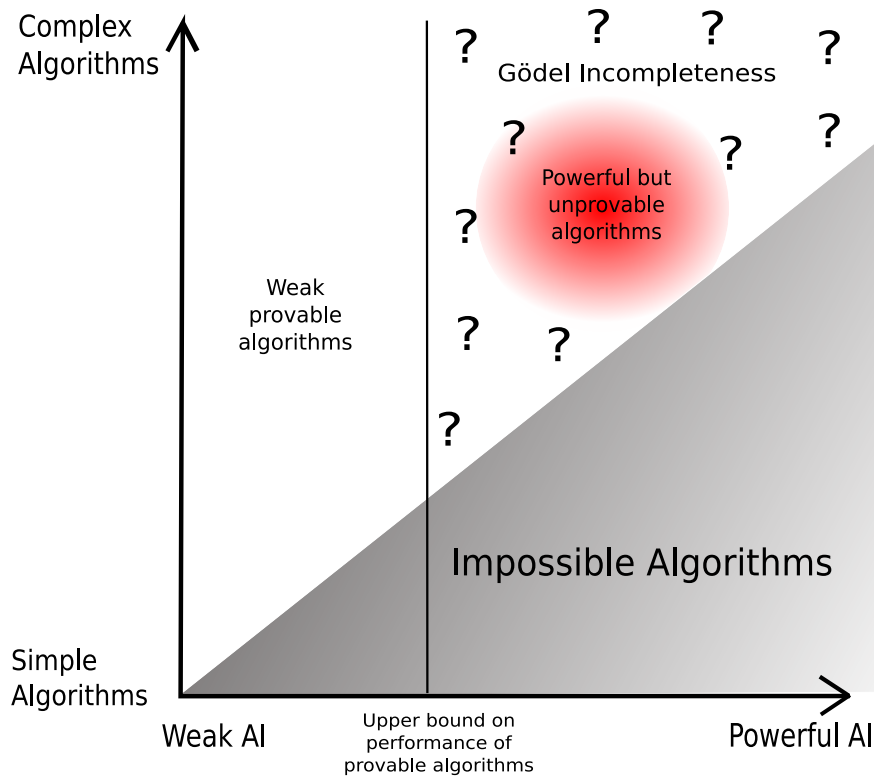 Complex
Algorithms
? ? ? ?
Gödel Incompleteness
? ? ?
Powerful but
unprovable
algorithms
?
Weak
provable
algorithms
? ?
?
Impossible Algorithms
Simple
Algorithms
Weak AI
Upper bound on
performance of
provable algorithms
Powerful AI